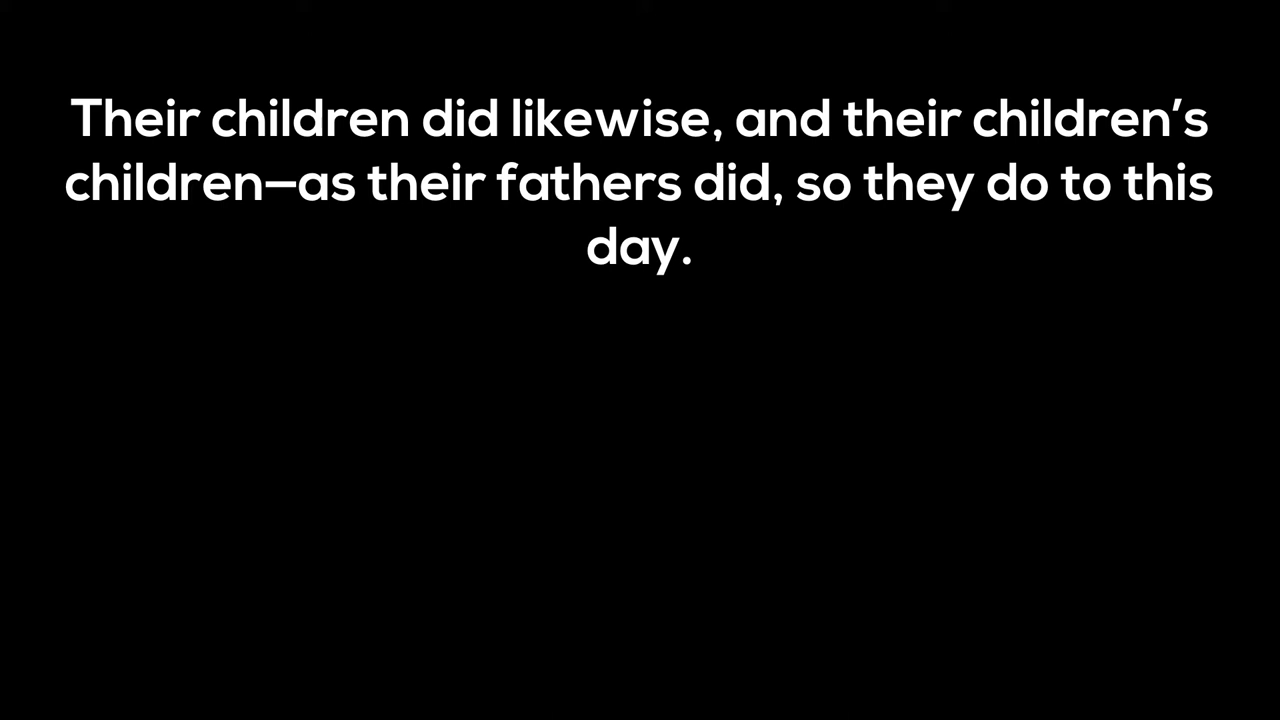 Their children did likewise, and their children’s
children—as their fathers did, so they do to this
day.